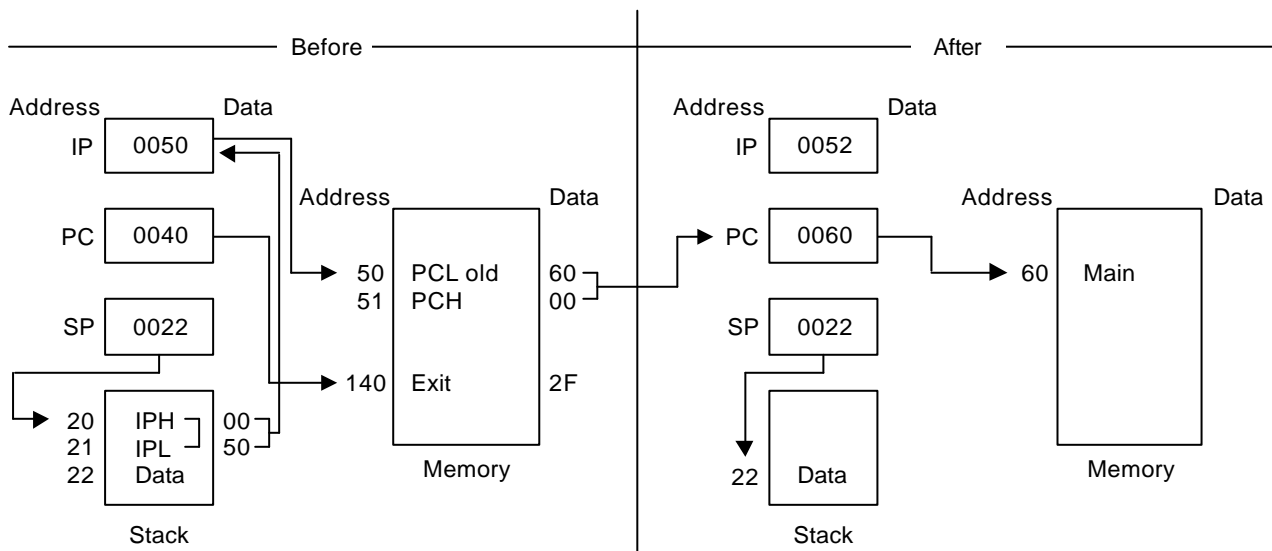 Before
After
Address Data
IP 0050
PC 0040
SP 0022
20 IPH 00
21 IPL 50
22 Data
Stack
Address Data
50 PCL old 60
51 PCH 00
140 Exit 2F
Memory
Address Data
IP 0052
PC 0060
SP 0022
22 Data
Stack
Address Data
60 Main
Memory